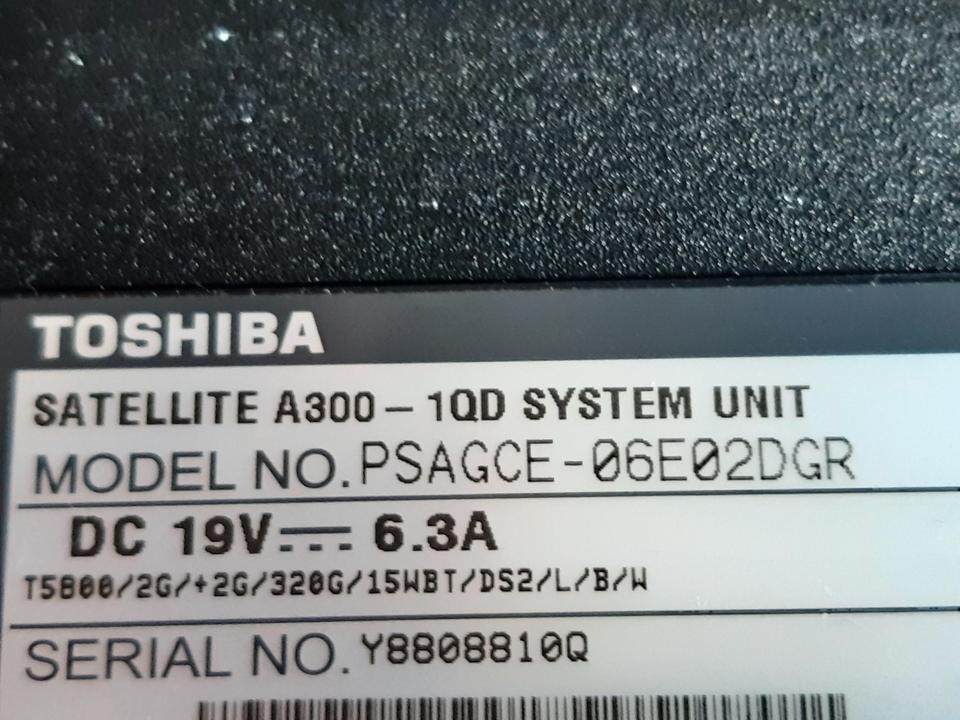 TOSHIBA
SATELLITE A300-1QD SYSTEM UNIT
MODEL NO. PSAGCE-06E02DGR
DC 19V⎓ 6.3A
T5800/2G/+2G/320G/15WBT/DS2/L/B/W
SERIAL NO. Y8808810Q